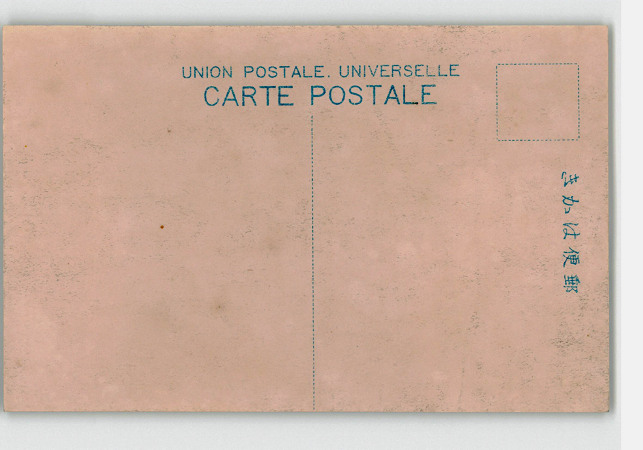 UNION POSTALE. UNIVERSELLE
CARTE POSTALE
郵便はかき